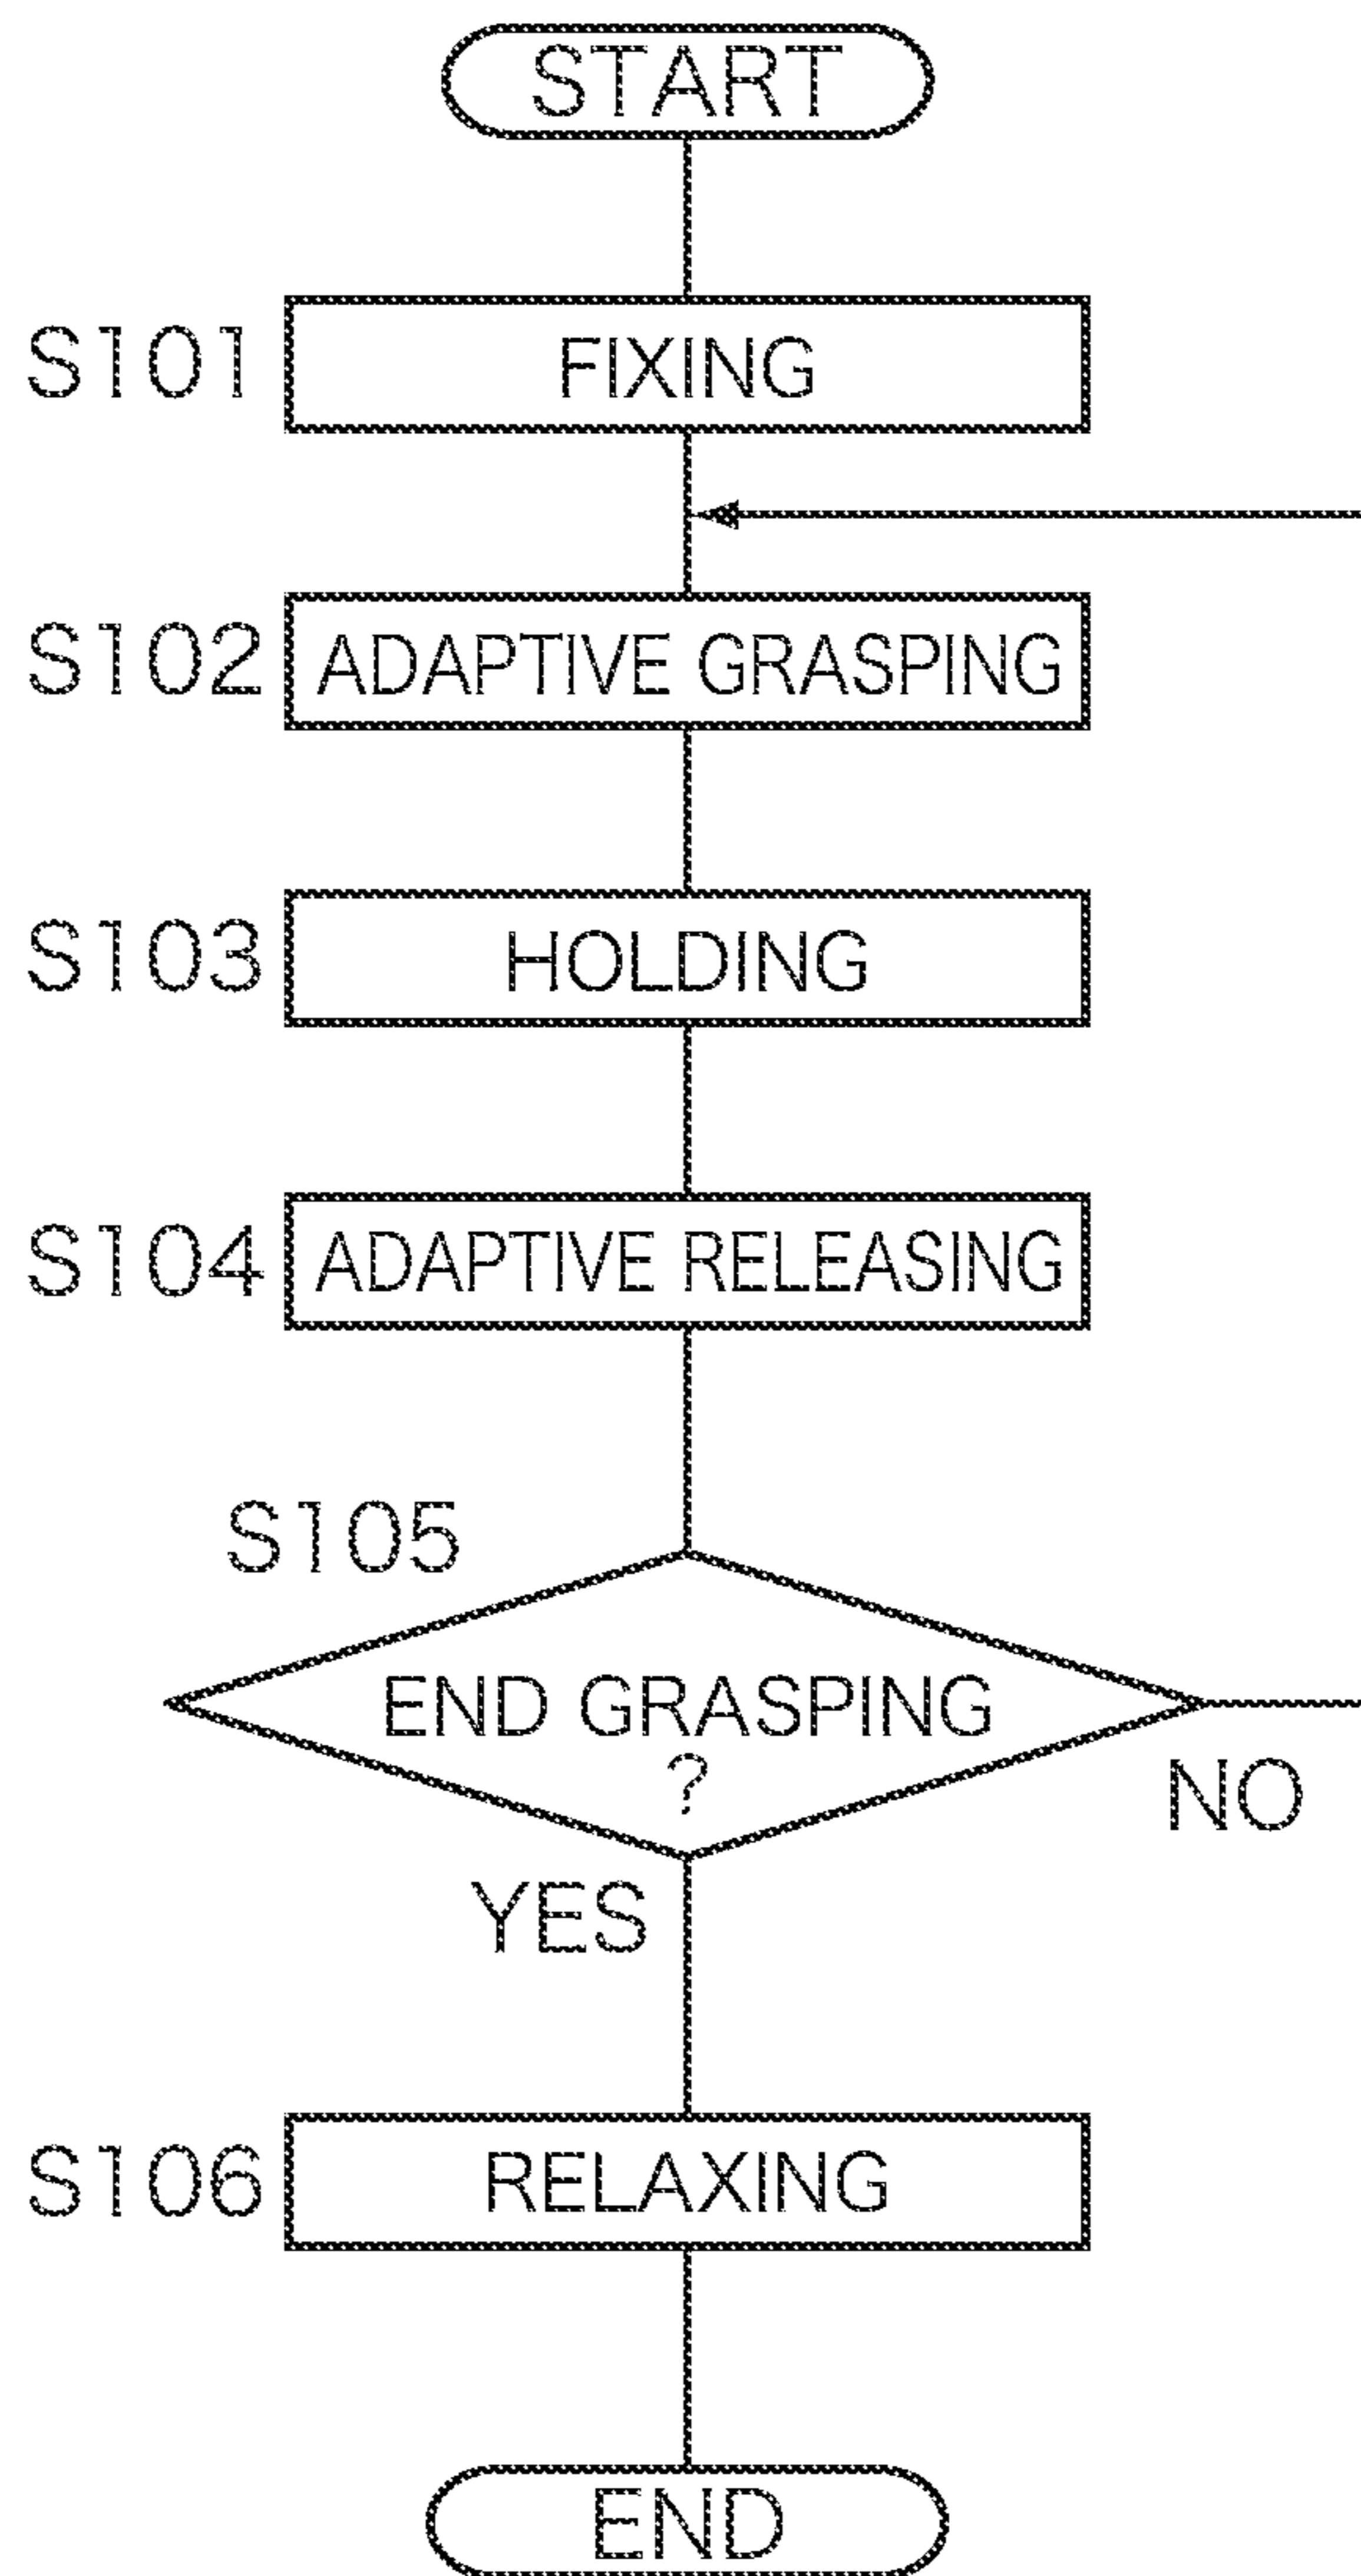 START
S101 FIXING
S102 ADAPTIVE GRASPING
S103 HOLDING
S104 ADAPTIVE RELEASING
S105
END GRASPING
?
NO
YES
S106 RELAXING
END